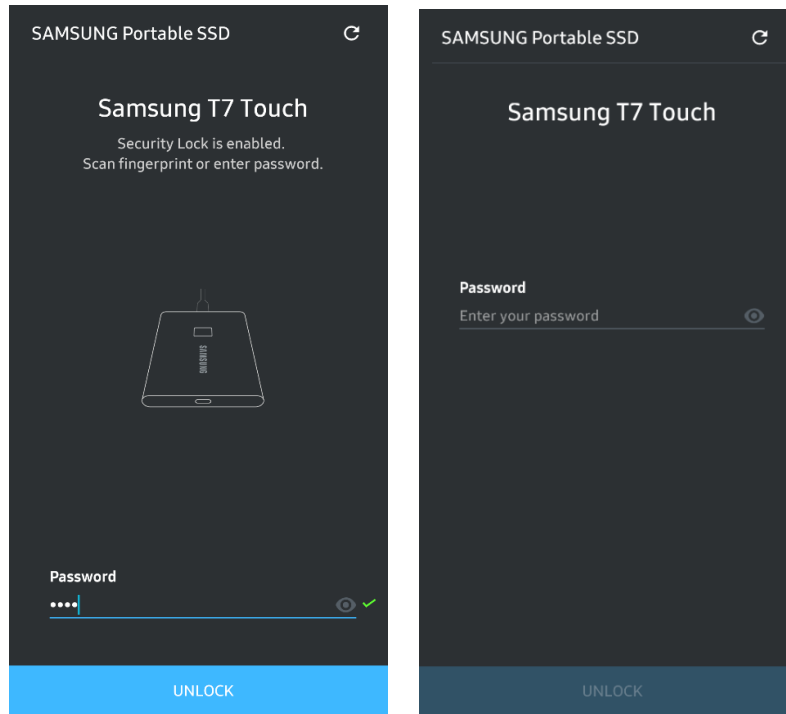 SAMSUNG Portable SSD
Samsung T7 Touch
Security Lock is enabled.
Scan fingerprint or enter password.
SAMSUNG
Password
••••
UNLOCK
SAMSUNG Portable SSD
Samsung T7 Touch
Password
Enter your password
UNLOCK